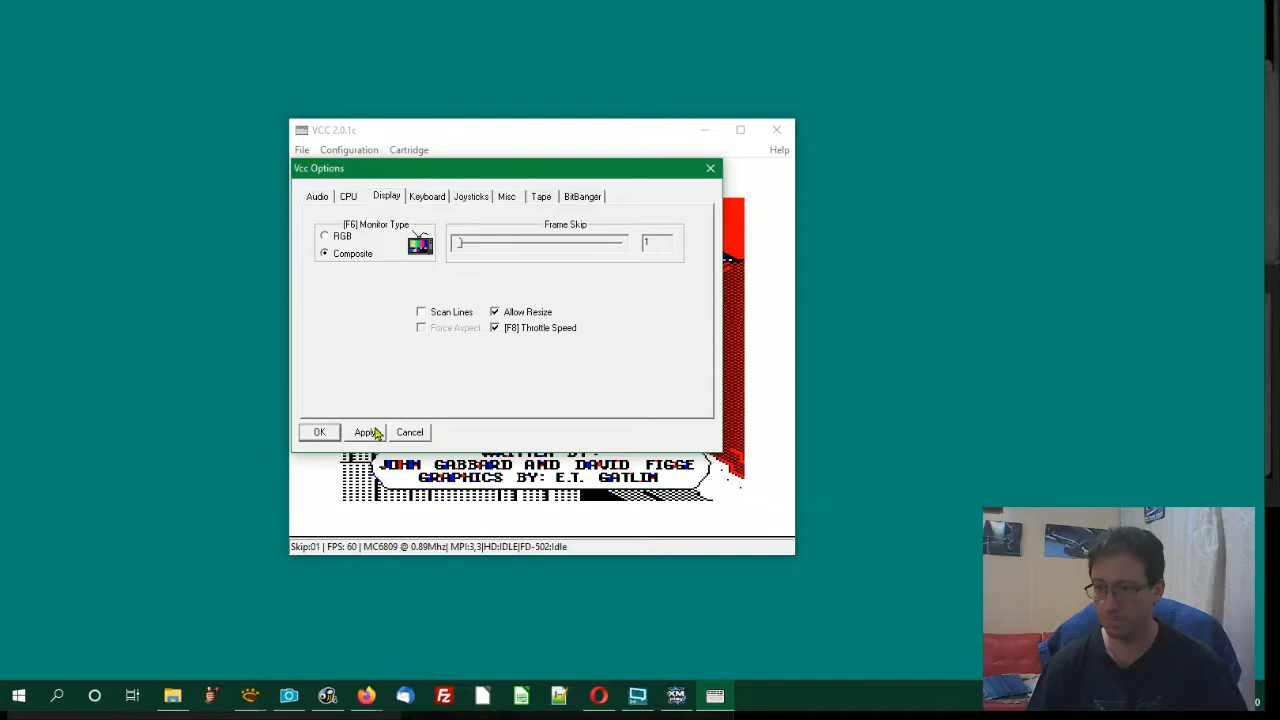 VCC 2.0.1c
File Configuration Cartridge Help
Vcc Options
Audio CPU Display Keyboard Joysticks Misc Tape BitBanger
[F6] Monitor Type Frame Skip
RGB
Composite
1
Scan Lines Allow Resize
Force Aspect [F8] Throttle Speed
OK Apply Cancel
WRITTEN BY:
JOHN GABBARD AND DAVID FIGGE
GRAPHICS BY: E.T. GATLIN
Skip:01 | FPS: 60 | MC6809 @ 0.89Mhz| MPI:3,3|HD:IDLE|FD-502:Idle